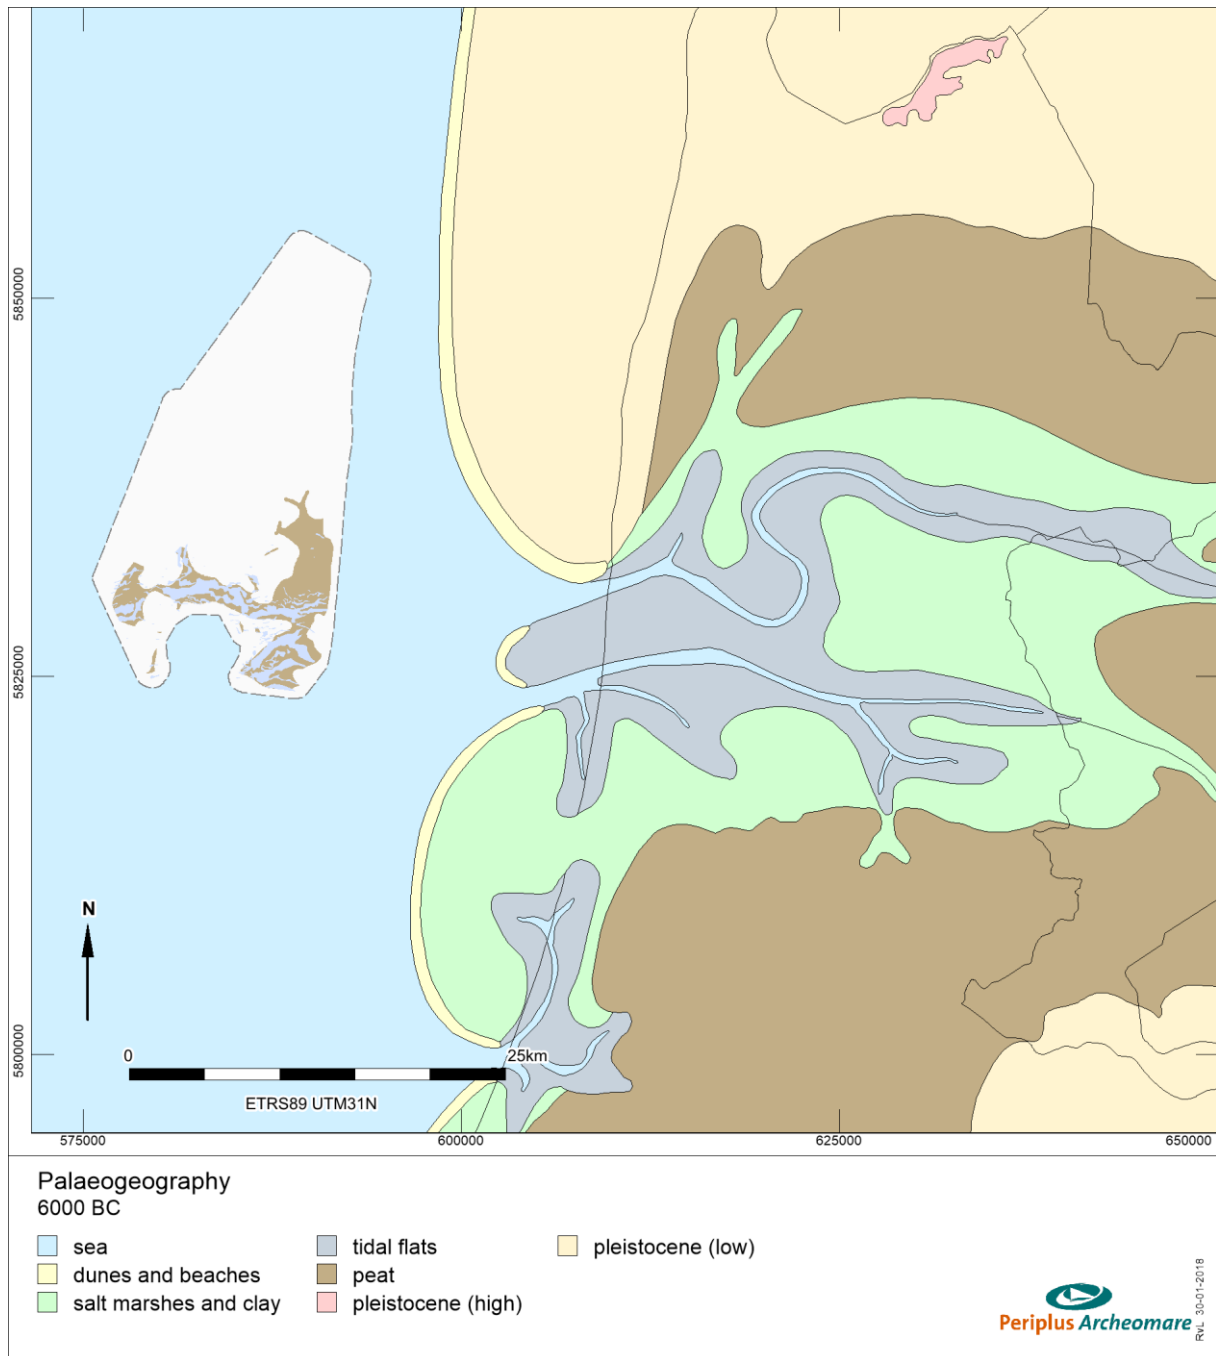 5850000
5825000
5800000
N
0
25km
ETRS89 UTM31N
575000
600000
625000
650000
Palaeogeography
6000 BC
sea
dunes and beaches
salt marshes and clay
tidal flats
peat
pleistocene (high)
pleistocene (low)
Periplus Archeomare
RvL 30-01-2018